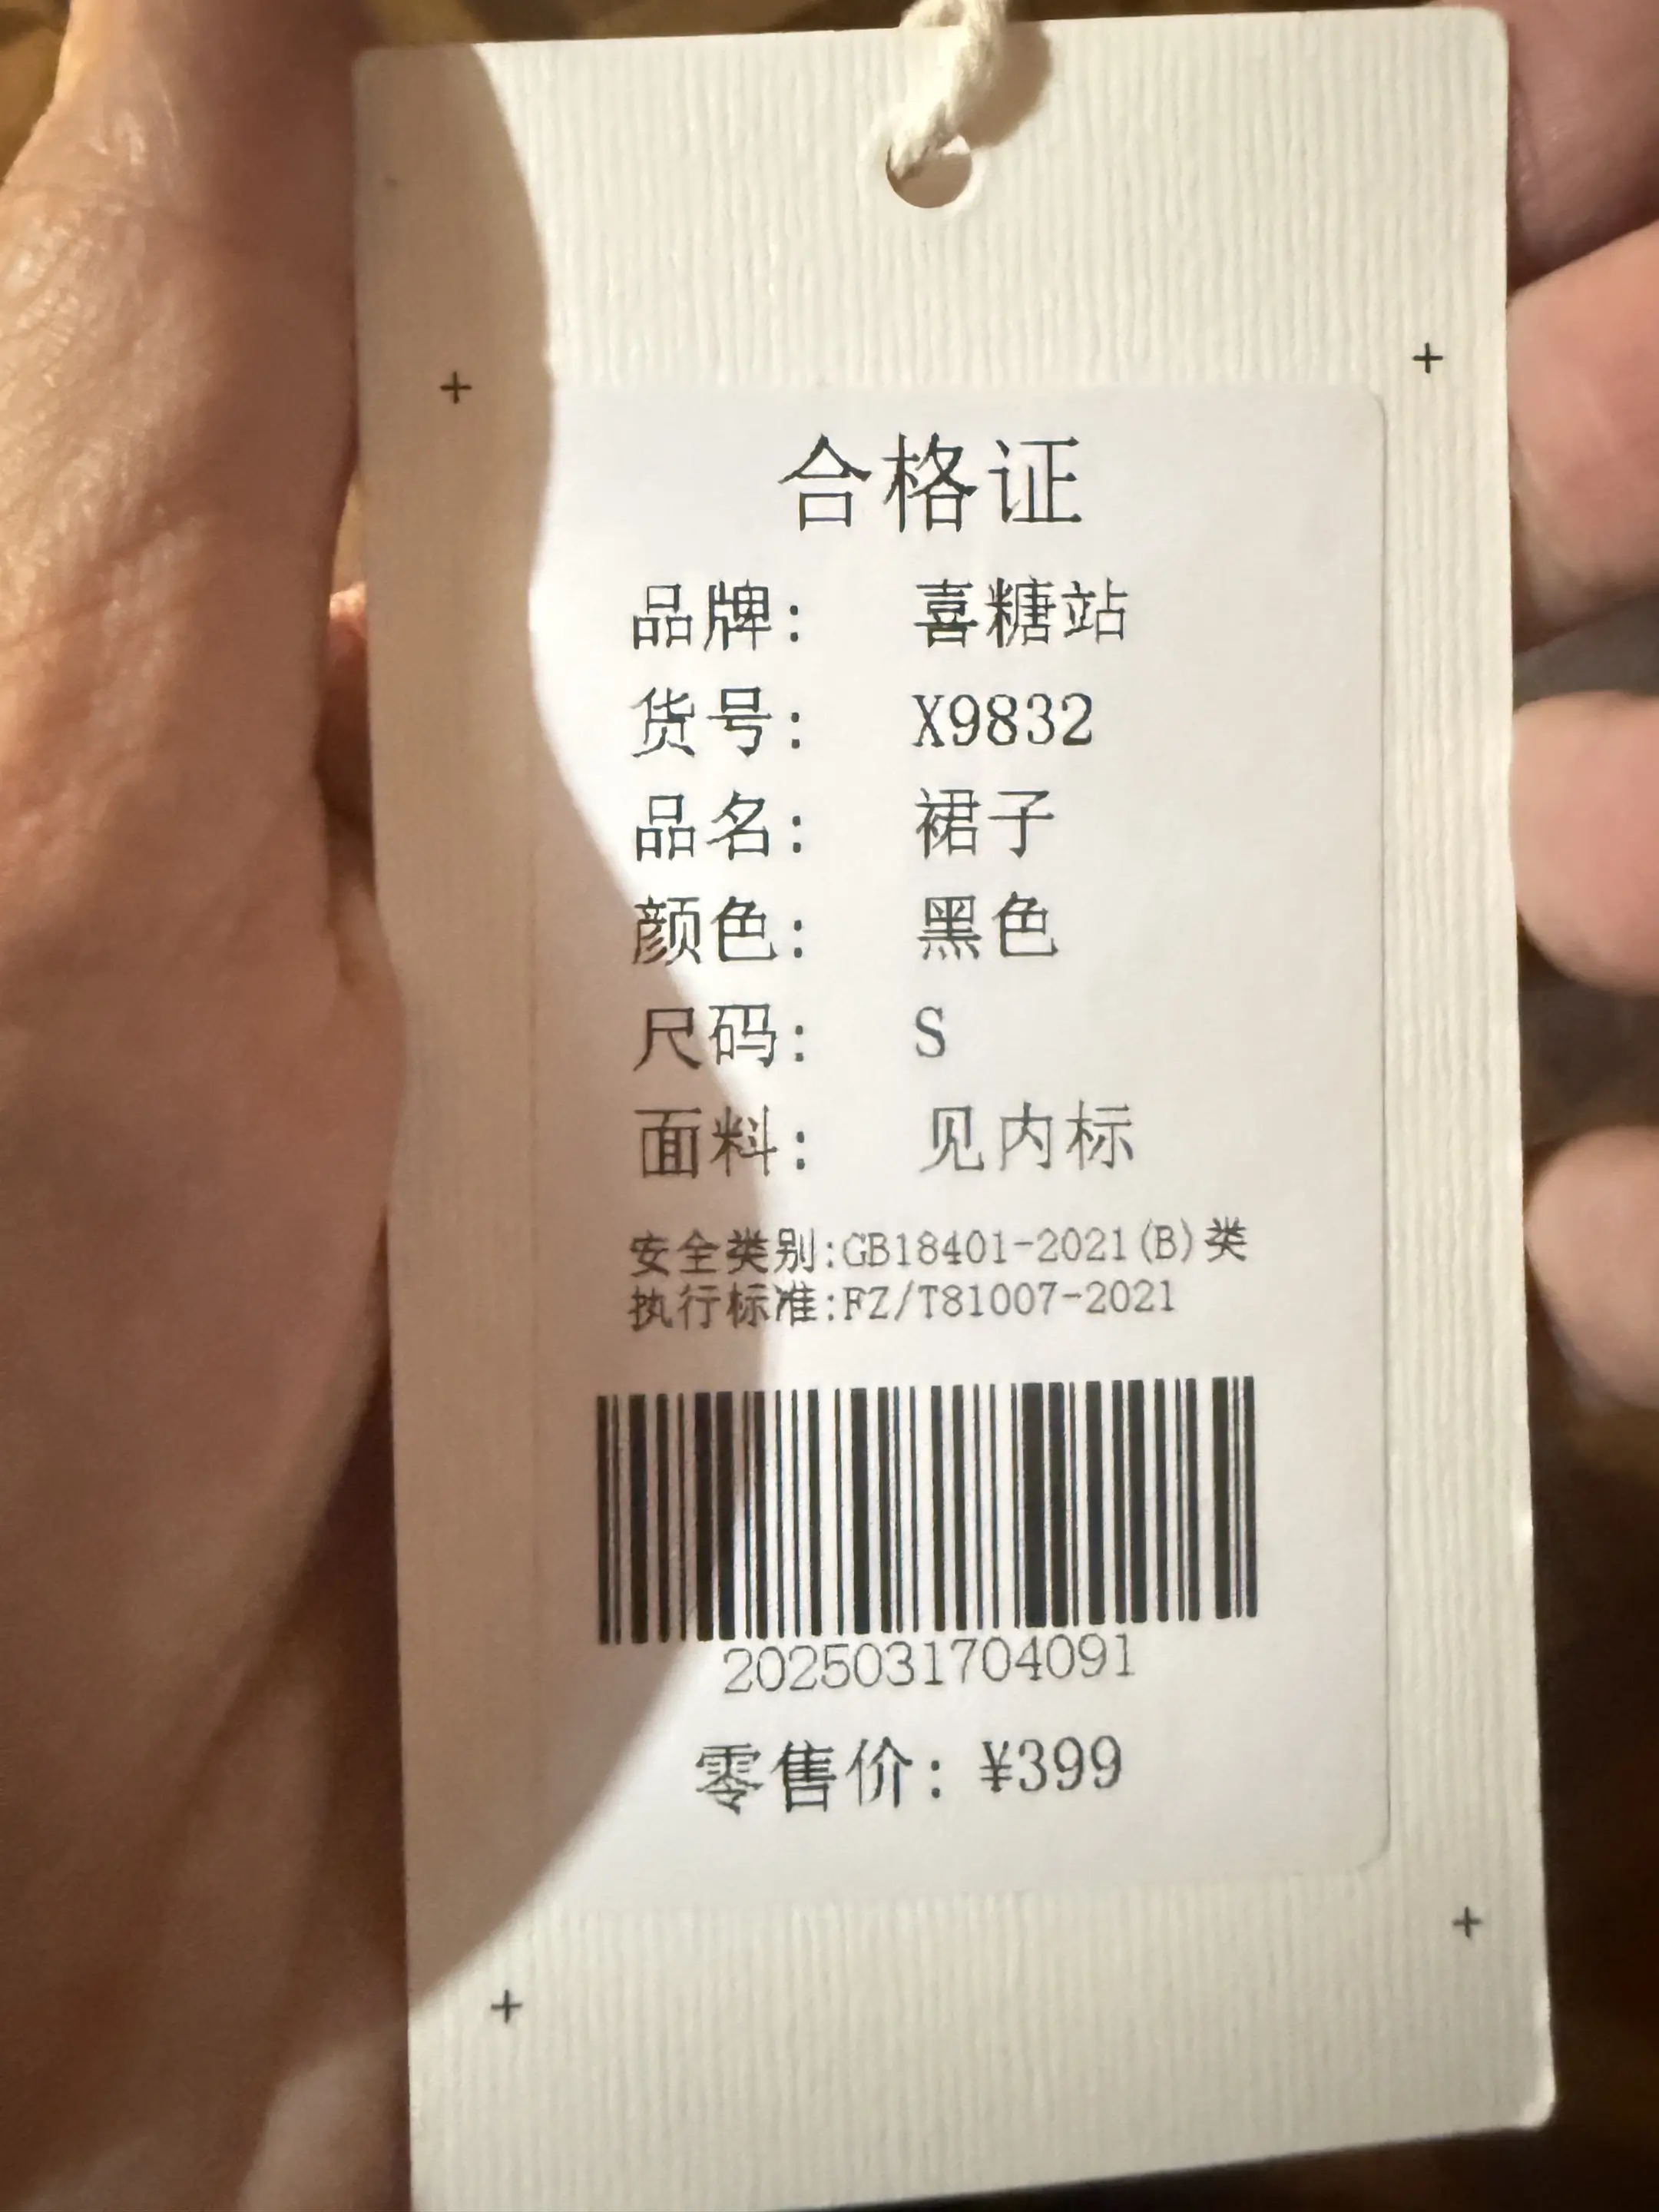 合格证
品牌： 喜糖站
货号： X9832
品名： 裙子
颜色： 黑色
尺码： S
面料： 见内标
安全类别:GB18401-2021(B)类
执行标准:FZ/T81007-2021
2025031704091
零售价：¥399